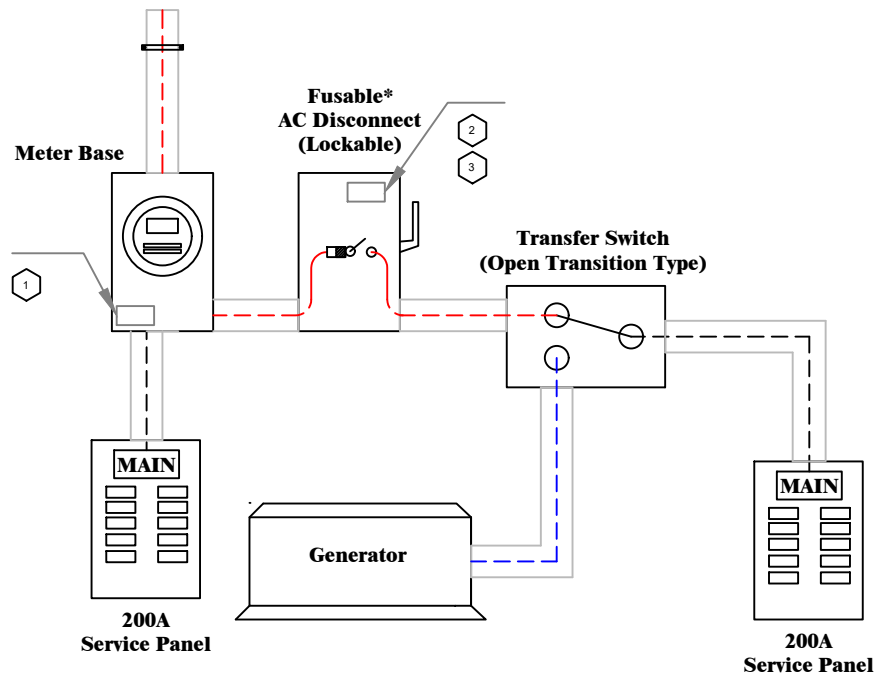 Fusable*
AC Disconnect
(Lockable)
2
3
Meter Base
1
Transfer Switch
(Open Transition Type)
MAIN
MAIN
Generator
200A
Service Panel
200A
Service Panel